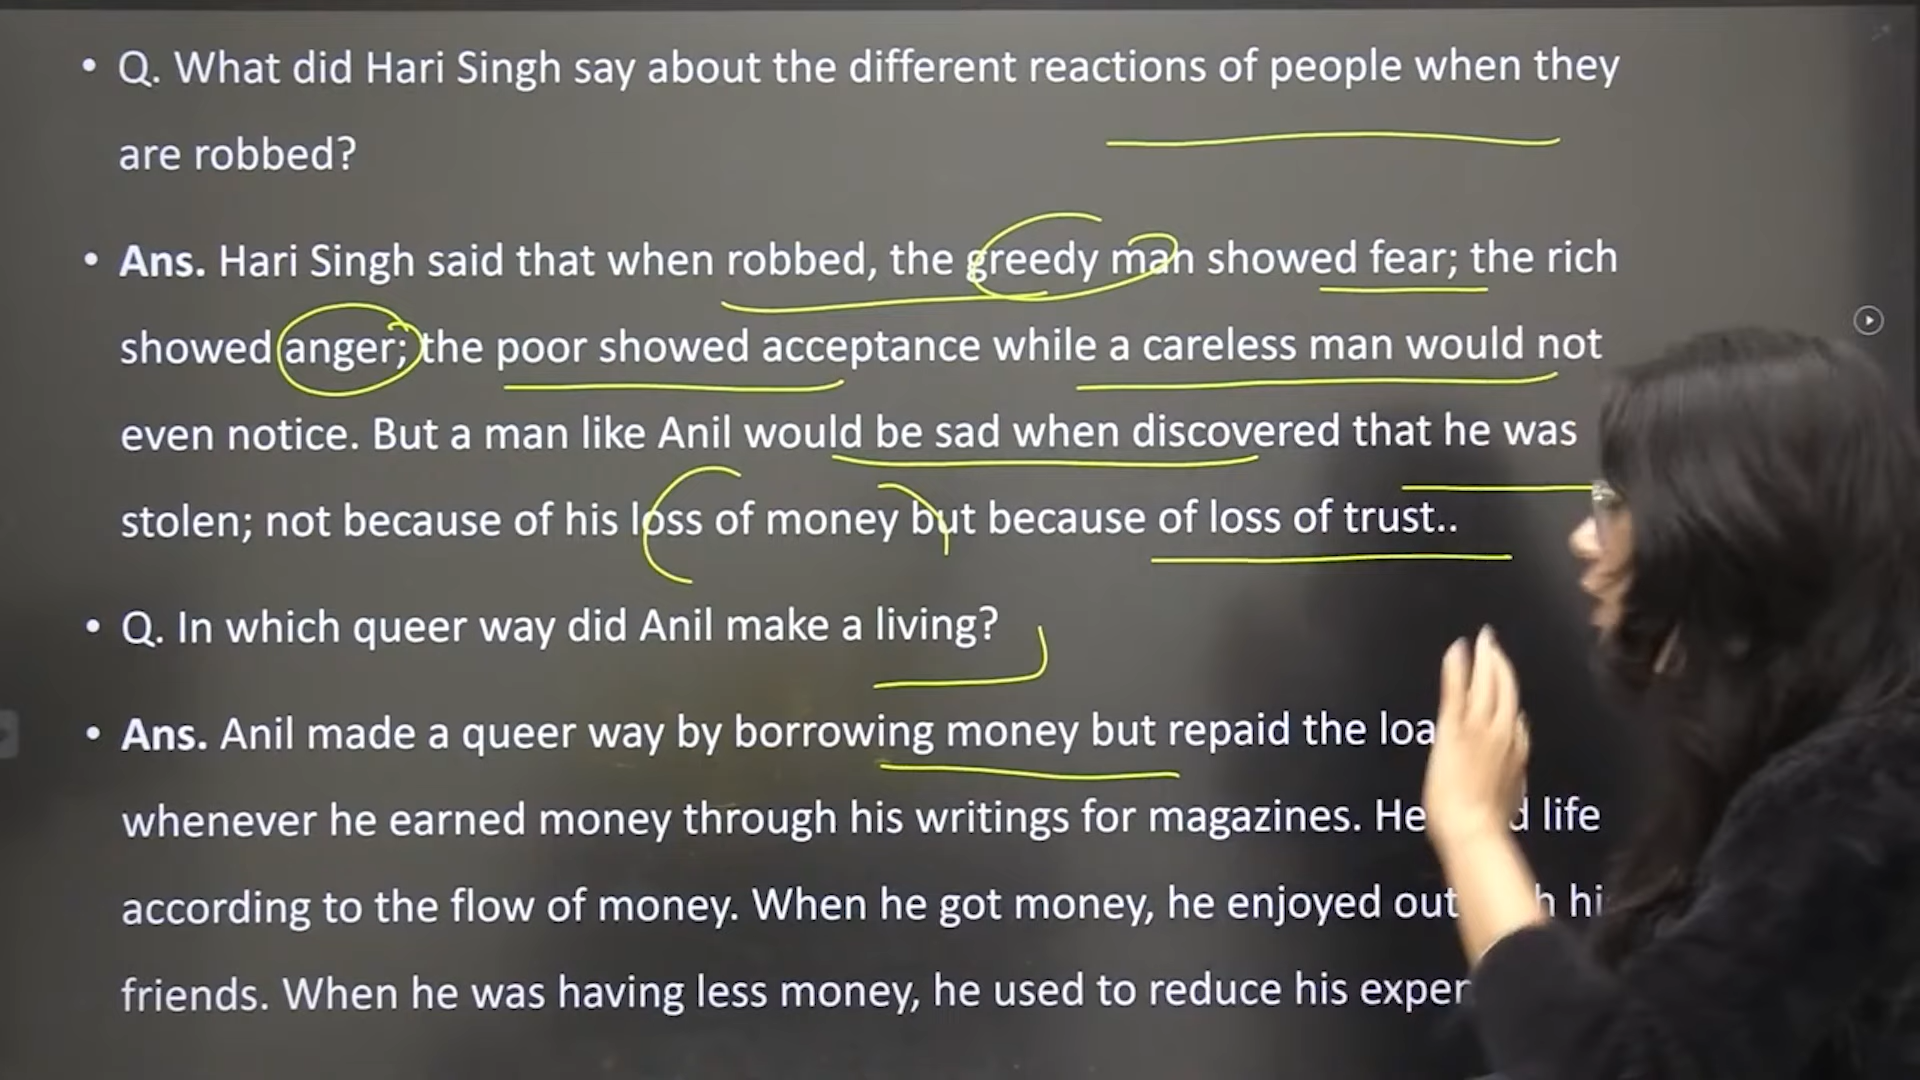 • Q. What did Hari Singh say about the different reactions of people when they
are robbed?
• Ans. Hari Singh said that when robbed, the greedy man showed fear; the rich
showed anger; the poor showed acceptance while a careless man would not
even notice. But a man like Anil would be sad when discovered that he was
stolen; not because of his loss of money but because of loss of trust..
• Q. In which queer way did Anil make a living?
• Ans. Anil made a queer way by borrowing money but repaid the
whenever he earned money through his writings for magazines. He life
according to the flow of money. When he got money, he enjoyed out
friends. When he was having less money, he used to reduce his